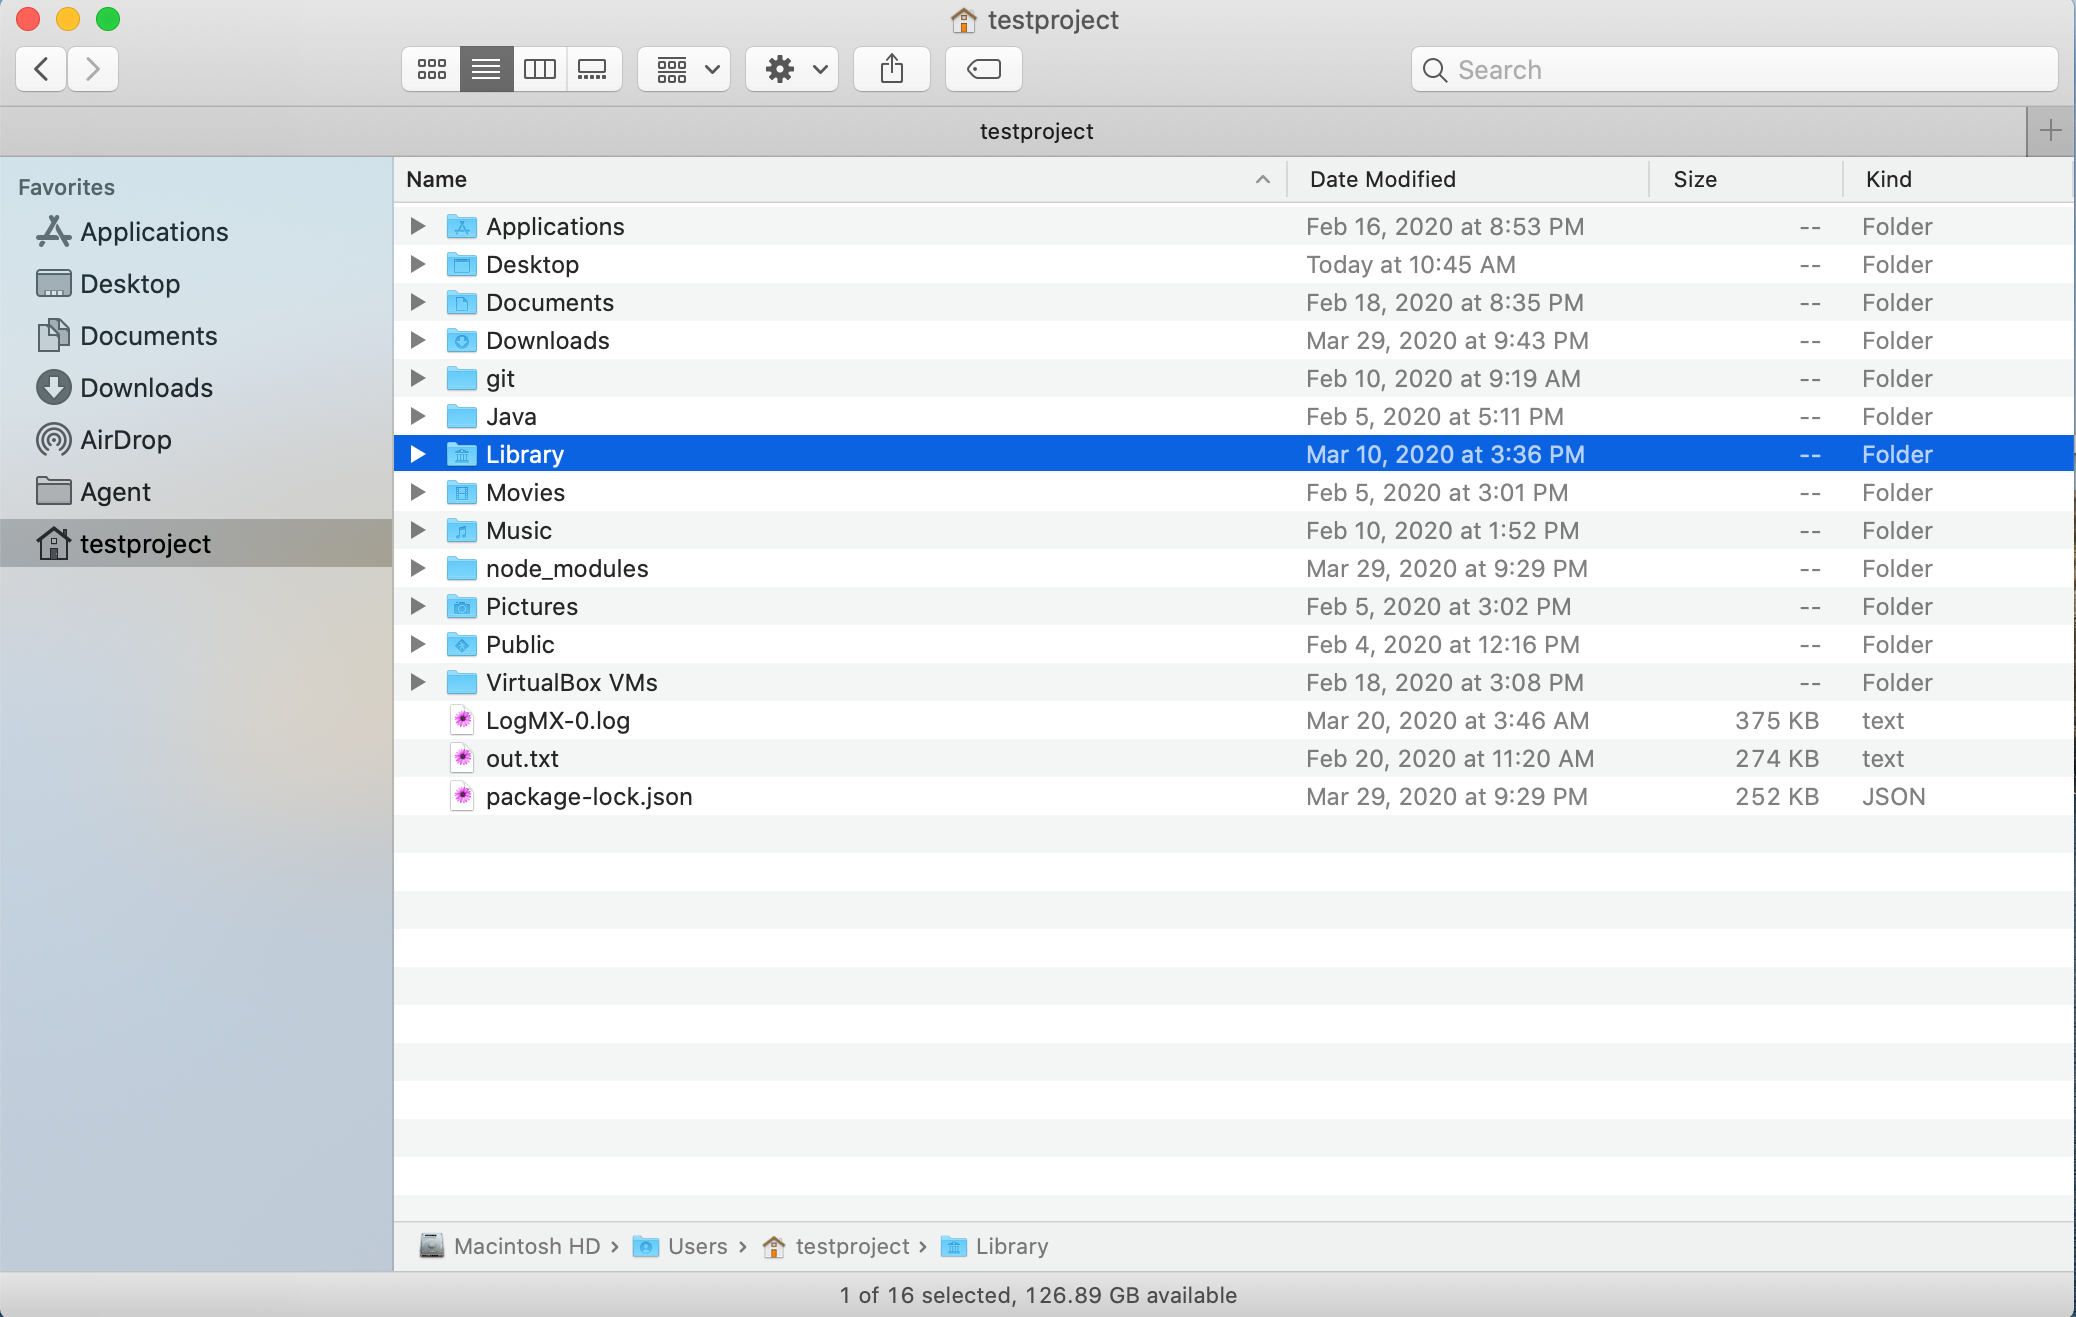 testproject
Search
testproject
Favorites
Applications
Desktop
Documents
Downloads
AirDrop
Agent
testproject
Name Date Modified Size Kind
Applications Feb 16, 2020 at 8:53 PM -- Folder
Desktop Today at 10:45 AM -- Folder
Documents Feb 18, 2020 at 8:35 PM -- Folder
Downloads Mar 29, 2020 at 9:43 PM -- Folder
git Feb 10, 2020 at 9:19 AM -- Folder
Java Feb 5, 2020 at 5:11 PM -- Folder
Library Mar 10, 2020 at 3:36 PM -- Folder
Movies Feb 5, 2020 at 3:01 PM -- Folder
Music Feb 10, 2020 at 1:52 PM -- Folder
node_modules Mar 29, 2020 at 9:29 PM -- Folder
Pictures Feb 5, 2020 at 3:02 PM -- Folder
Public Feb 4, 2020 at 12:16 PM -- Folder
VirtualBox VMs Feb 18, 2020 at 3:08 PM -- Folder
LogMX-0.log Mar 20, 2020 at 3:46 AM 375 KB text
out.txt Feb 20, 2020 at 11:20 AM 274 KB text
package-lock.json Mar 29, 2020 at 9:29 PM 252 KB JSON
Macintosh HD › Users › testproject › Library
1 of 16 selected, 126.89 GB available